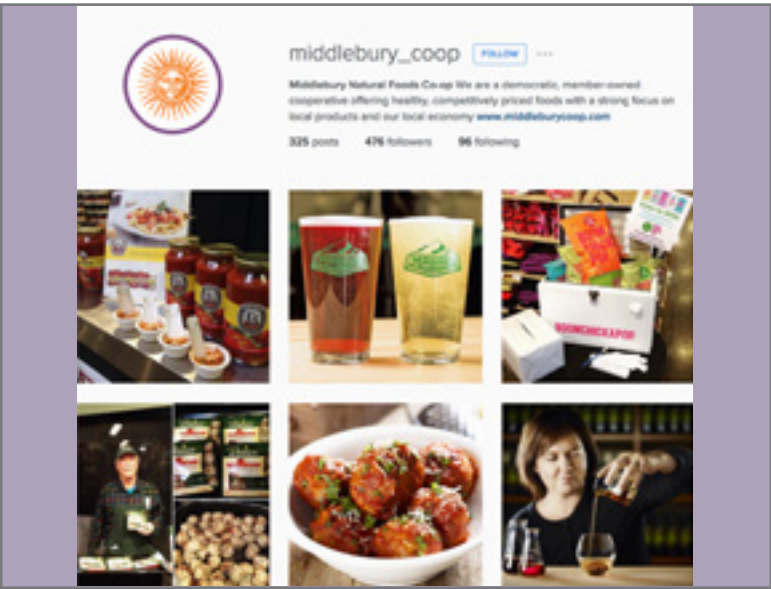 middlebury_coop FOLLOW
Middlebury Natural Foods Co-op We are a democratic, member-owned
cooperative offering healthy, competitively priced foods with a strong focus on
local products and our local economy www.middleburycoop.com
325 posts 476 followers 96 following
BOOMCHICKAPOP